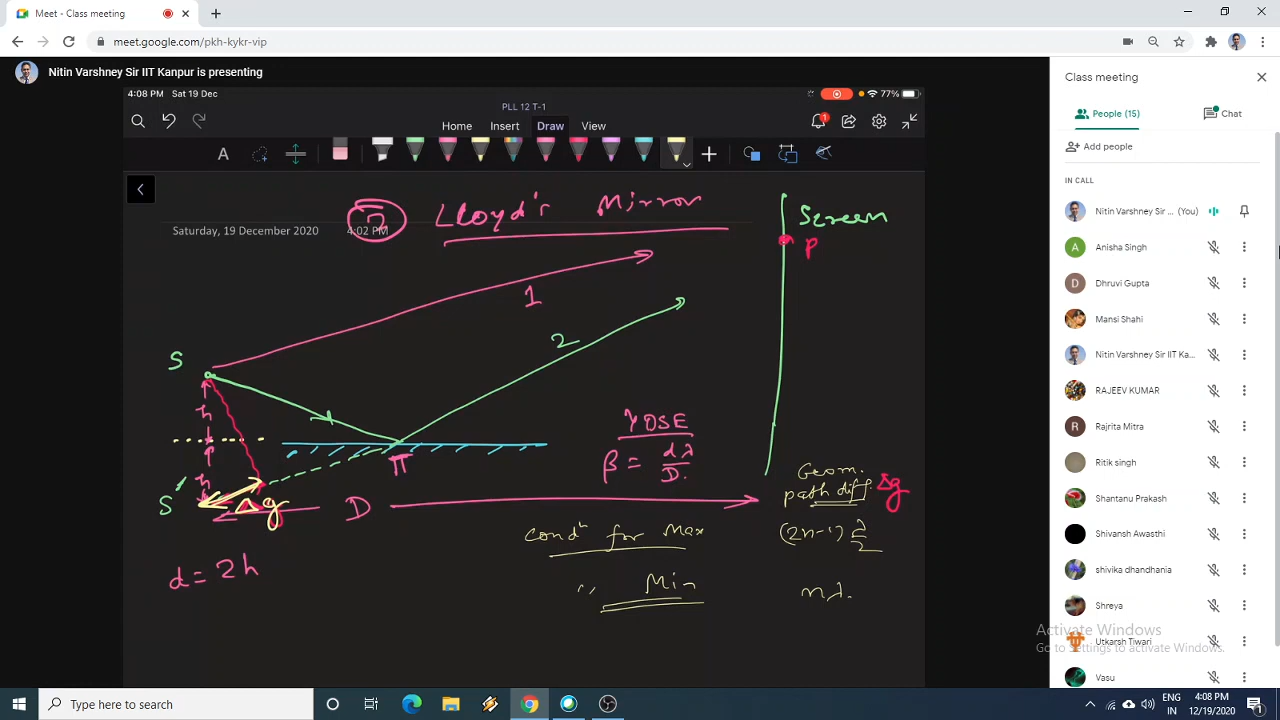 Meet - Class meeting
meet.google.com/pkh-kykr-vip
Nitin Varshney Sir IIT Kanpur is presenting
4:08 PM Sat 19 Dec
77%
PLL 12 T-1
Home Insert Draw View
1
A
Lloyd's Mirror
Saturday, 19 December 2020 4:02 PM
Screen
P
1
2
S
h
h
S'
π
Δg
D
d = 2h
YDSE
β = dλ/D.
Geom.
path diff. Δg
Condn for Max (2n-1) λ/2
" Min nλ.
Class meeting
People (15) Chat
Add people
IN CALL
Nitin Varshney Sir ... (You)
A Anisha Singh
D Dhruvi Gupta
Mansi Shahi
Nitin Varshney Sir IIT Ka...
RAJEEV KUMAR
R Rajrita Mitra
Ritik singh
Shantanu Prakash
Shivansh Awasthi
shivika dhandhania
Shreya
Utkarsh Tiwari
Vasu
Activate Windows
Go to Settings to activate Windows.
Type here to search
ENG
IN
4:08 PM
12/19/2020
1